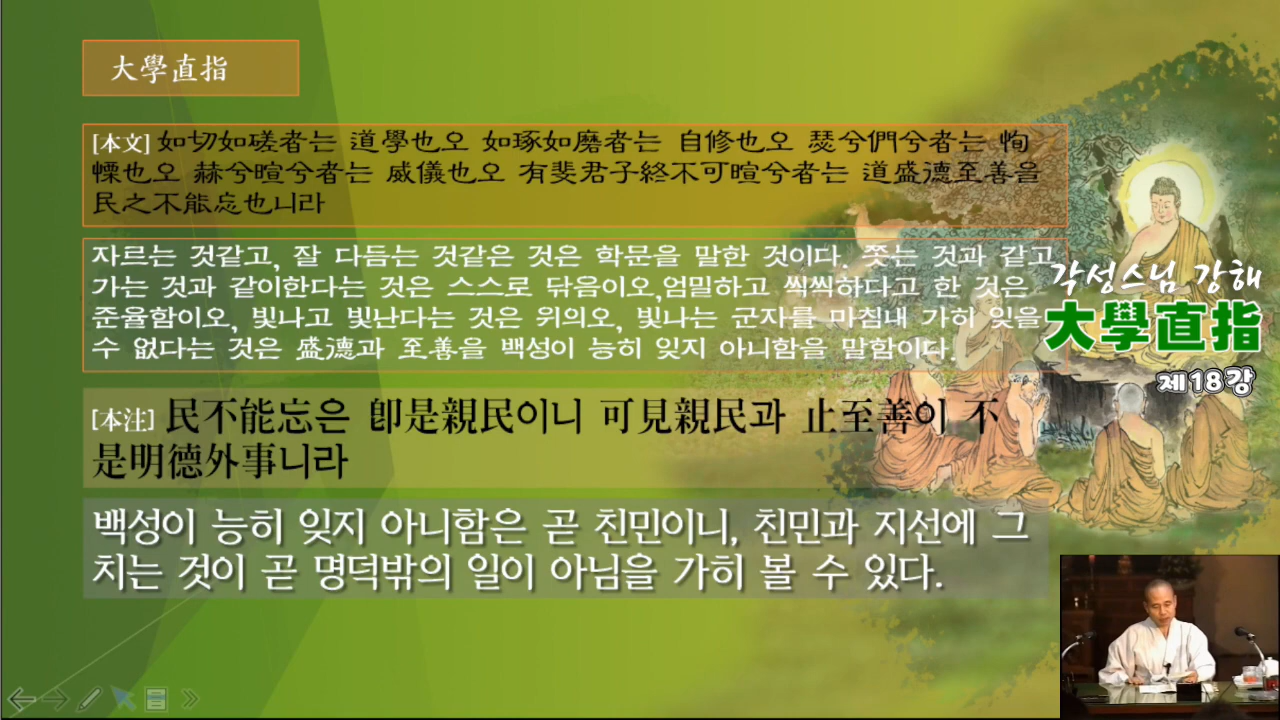 大學直指
[本文] 如切如磋者는 道學也오 如琢如磨者는 自修也오 瑟兮僩兮者는 恂
慄也오 赫兮喧兮者는 威儀也오 有斐君子終不可喧兮者는 道盛德至善을
民之不能忘也니라
자르는 것같고, 잘 다듬는 것같은 것은 학문을 말한 것이다. 쪼는 것과 같고
가는 것과 같이한다는 것은 스스로 닦음이오,엄밀하고 씩씩하다고 한 것은
준율함이오, 빛나고 빛난다는 것은 위의오, 빛나는 군자를 마침내 가히 잊을
수 없다는 것은 盛德과 至善을 백성이 능히 잊지 아니함을 말함이다.
[本注] 民不能忘은 卽是親民이니 可見親民과 止至善이 不
是明德外事니라
백성이 능히 잊지 아니함은 곧 친민이니, 친민과 지선에 그
치는 것이 곧 명덕밖의 일이 아님을 가히 볼 수 있다.
각성스님 강해
大學直指
제18강